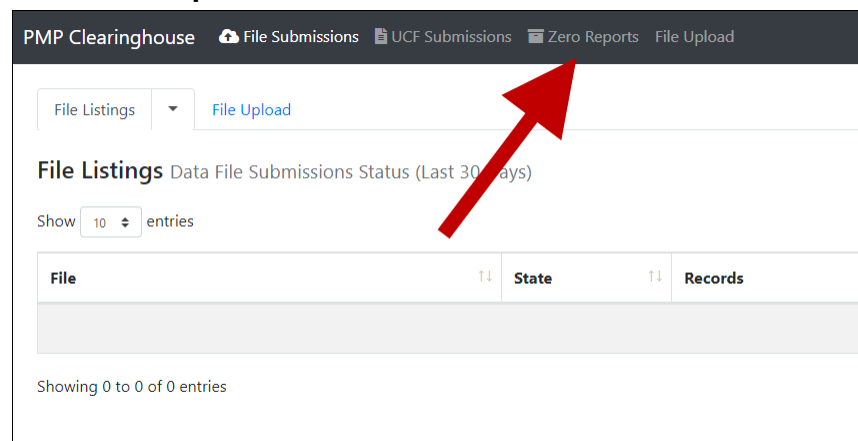 PMP Clearinghouse File Submissions UCF Submissions Zero Reports File Upload
File Listings File Upload
File Listings Data File Submissions Status (Last 30 Days)
Show 10 entries
File State Records
Showing 0 to 0 of 0 entries